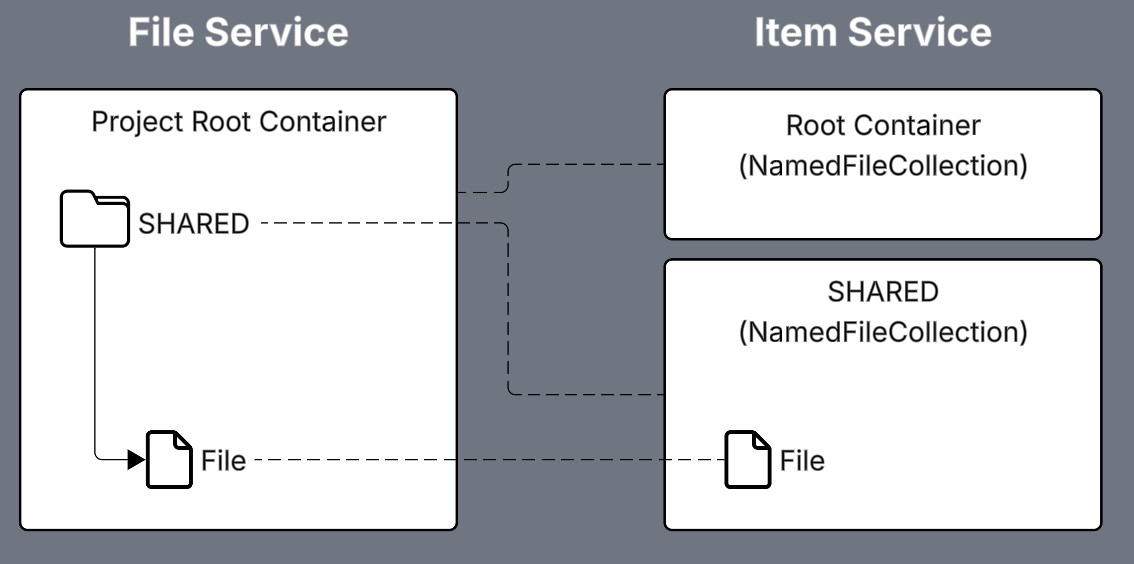 File Service
Item Service
Project Root Container
SHARED
File
Root Container
(NamedFileCollection)
SHARED
(NamedFileCollection)
File